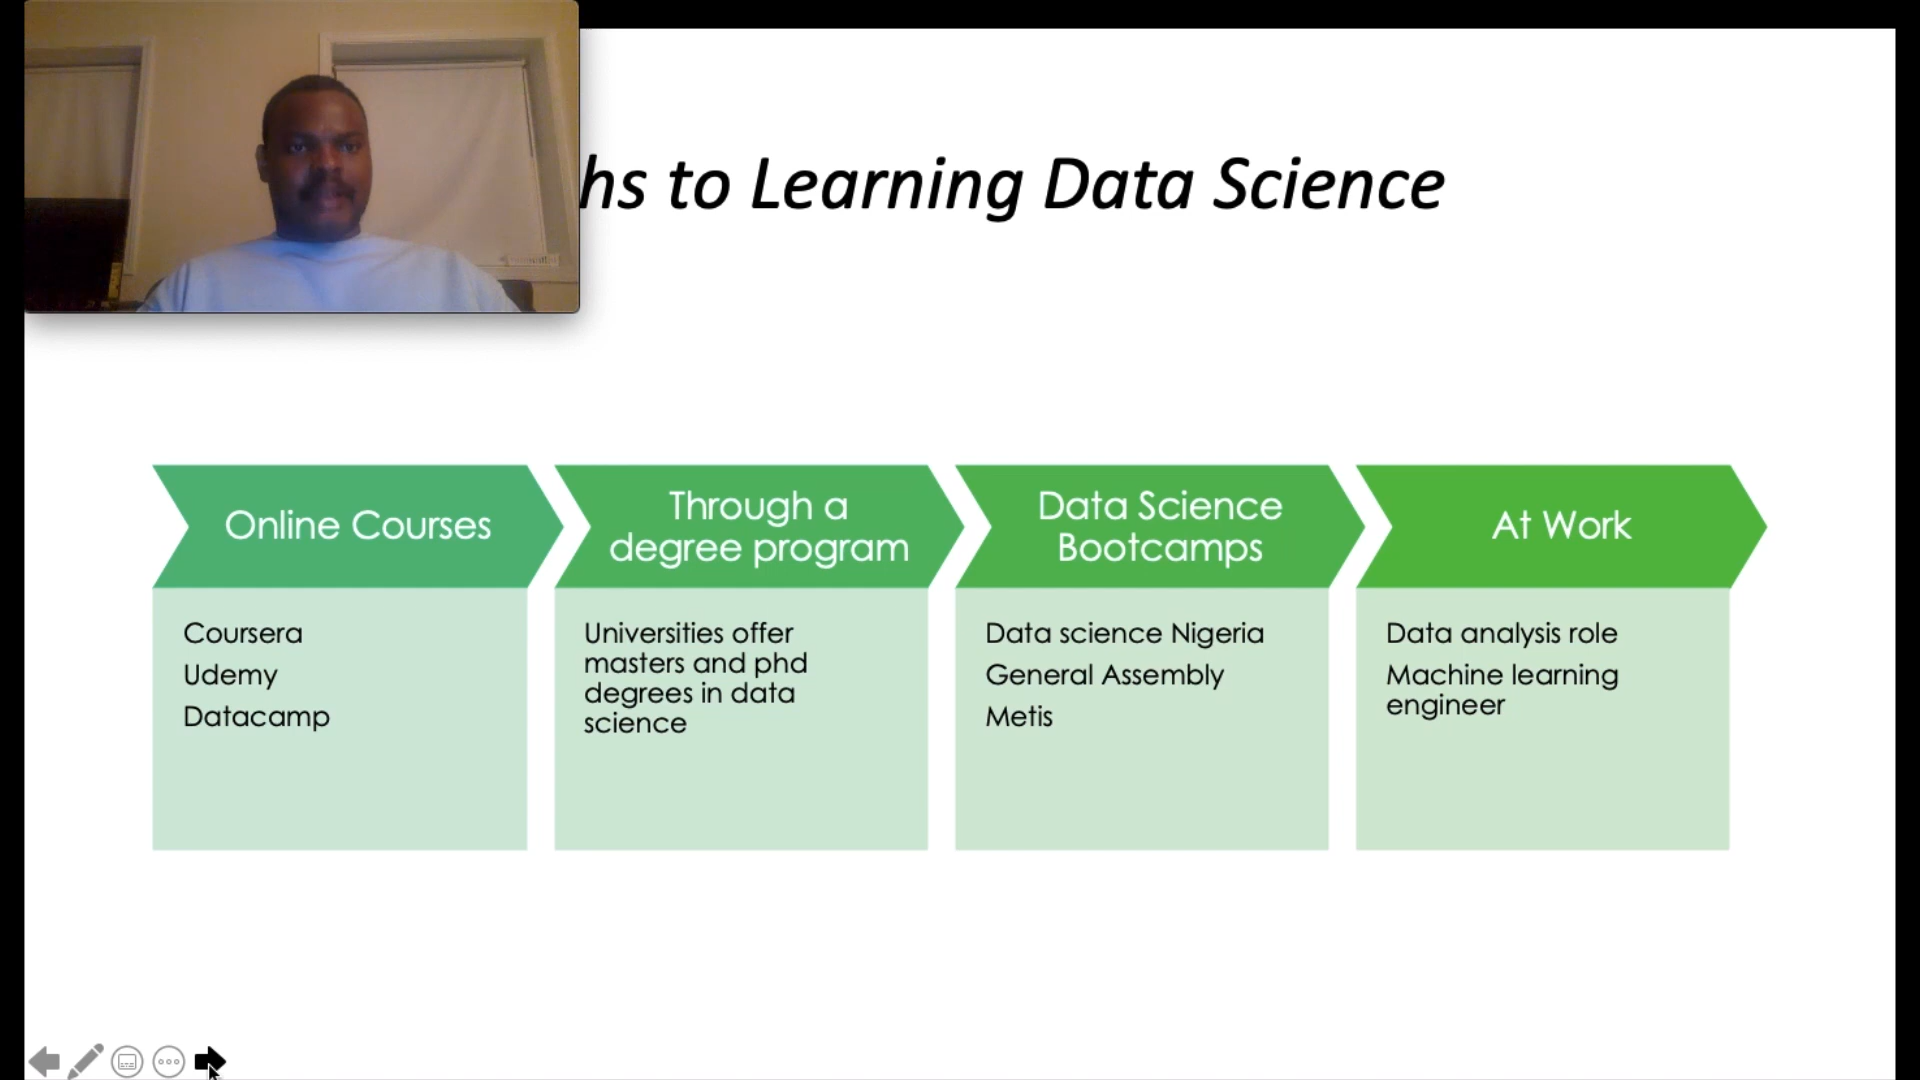 hs to Learning Data Science
Online Courses
Coursera
Udemy
Datacamp
Through a
degree program
Universities offer
masters and phd
degrees in data
science
Data Science
Bootcamps
Data science Nigeria
General Assembly
Metis
At Work
Data analysis role
Machine learning
engineer